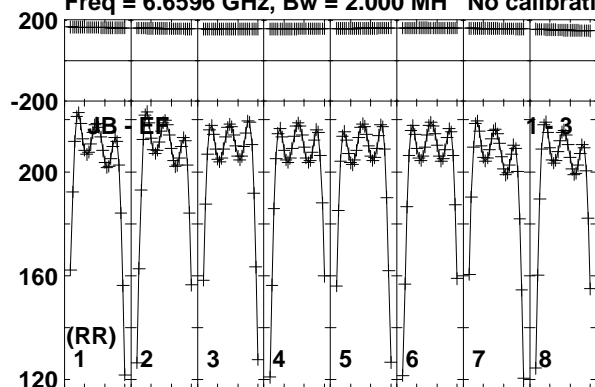 Freq = 6.6596 GHz, Bw = 2.000 MH No calibrati
200
-200
JB - EF 1 - 3
200
160
(RR)
1 2 3 4 5 6 7 8
120